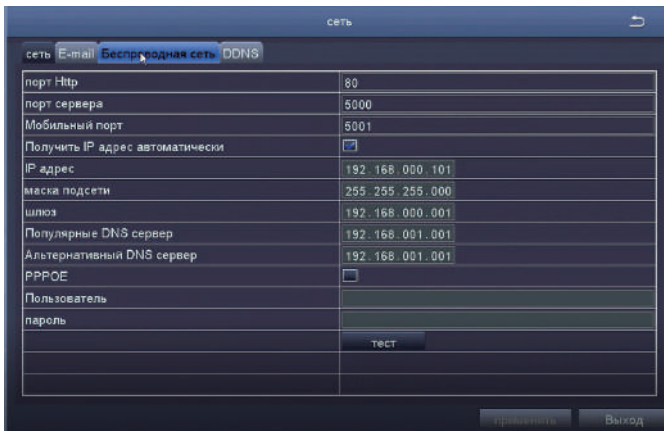 сеть
сеть E-mail Беспроводная сеть DDNS
порт Http 80
порт сервера 5000
Мобильный порт 5001
Получить IP адрес автоматически
IP адрес 192.168.000.101
маска подсети 255.255.255.000
шлюз 192.168.000.001
Популярные DNS сервер 192.168.001.001
Альтернативный DNS сервер 192.168.001.001
PPPOE
Пользователь
пароль
тест
применить Выход